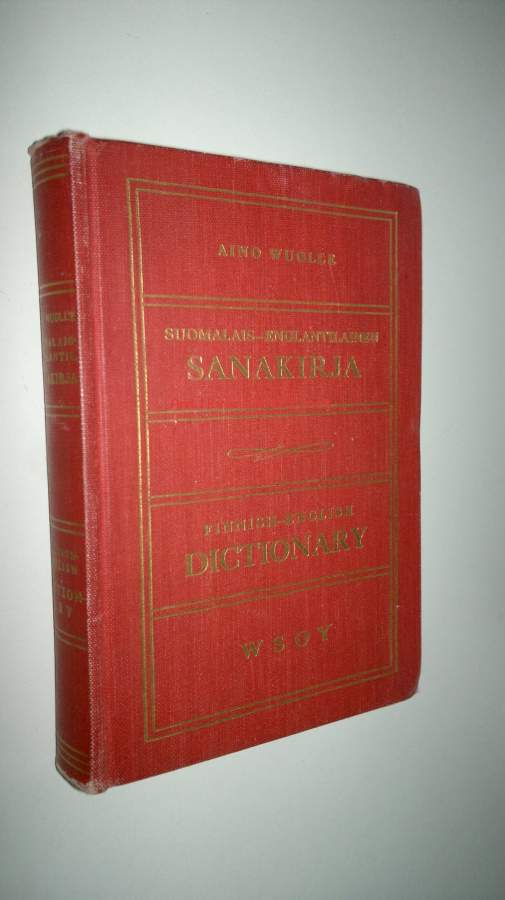 AINO WUOLLE
SUOMALAIS-ENGLANTILAINEN
SANAKIRJA
FINNISH-ENGLISH
DICTIONARY
WSOY